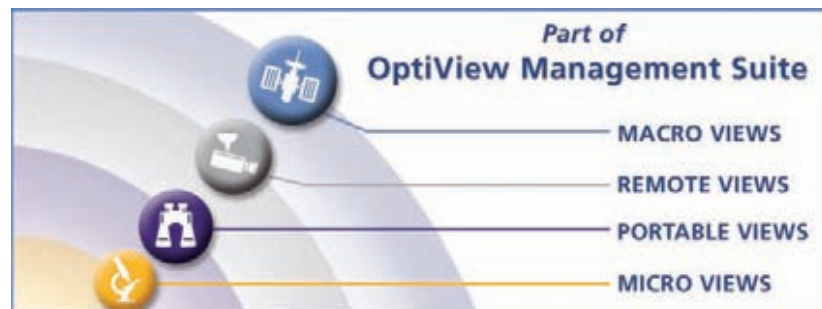 Part of
OptiView Management Suite
MACRO VIEWS
REMOTE VIEWS
PORTABLE VIEWS
MICRO VIEWS